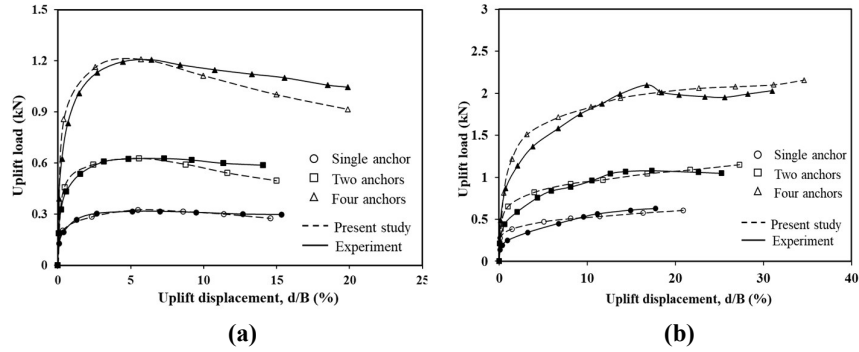 1.5
1.2
0.9
0.6
0.3
0
0 5 10 15 20 25
Uplift load (kN)
Uplift displacement, d/B (%)
Single anchor
Two anchors
Four anchors
Present study
Experiment
(a)
3
2.5
2
1.5
1
0.5
0
0 10 20 30 40
Uplift load (kN)
Uplift displacement, d/B (%)
Single anchor
Two anchors
Four anchors
Present study
Experiment
(b)